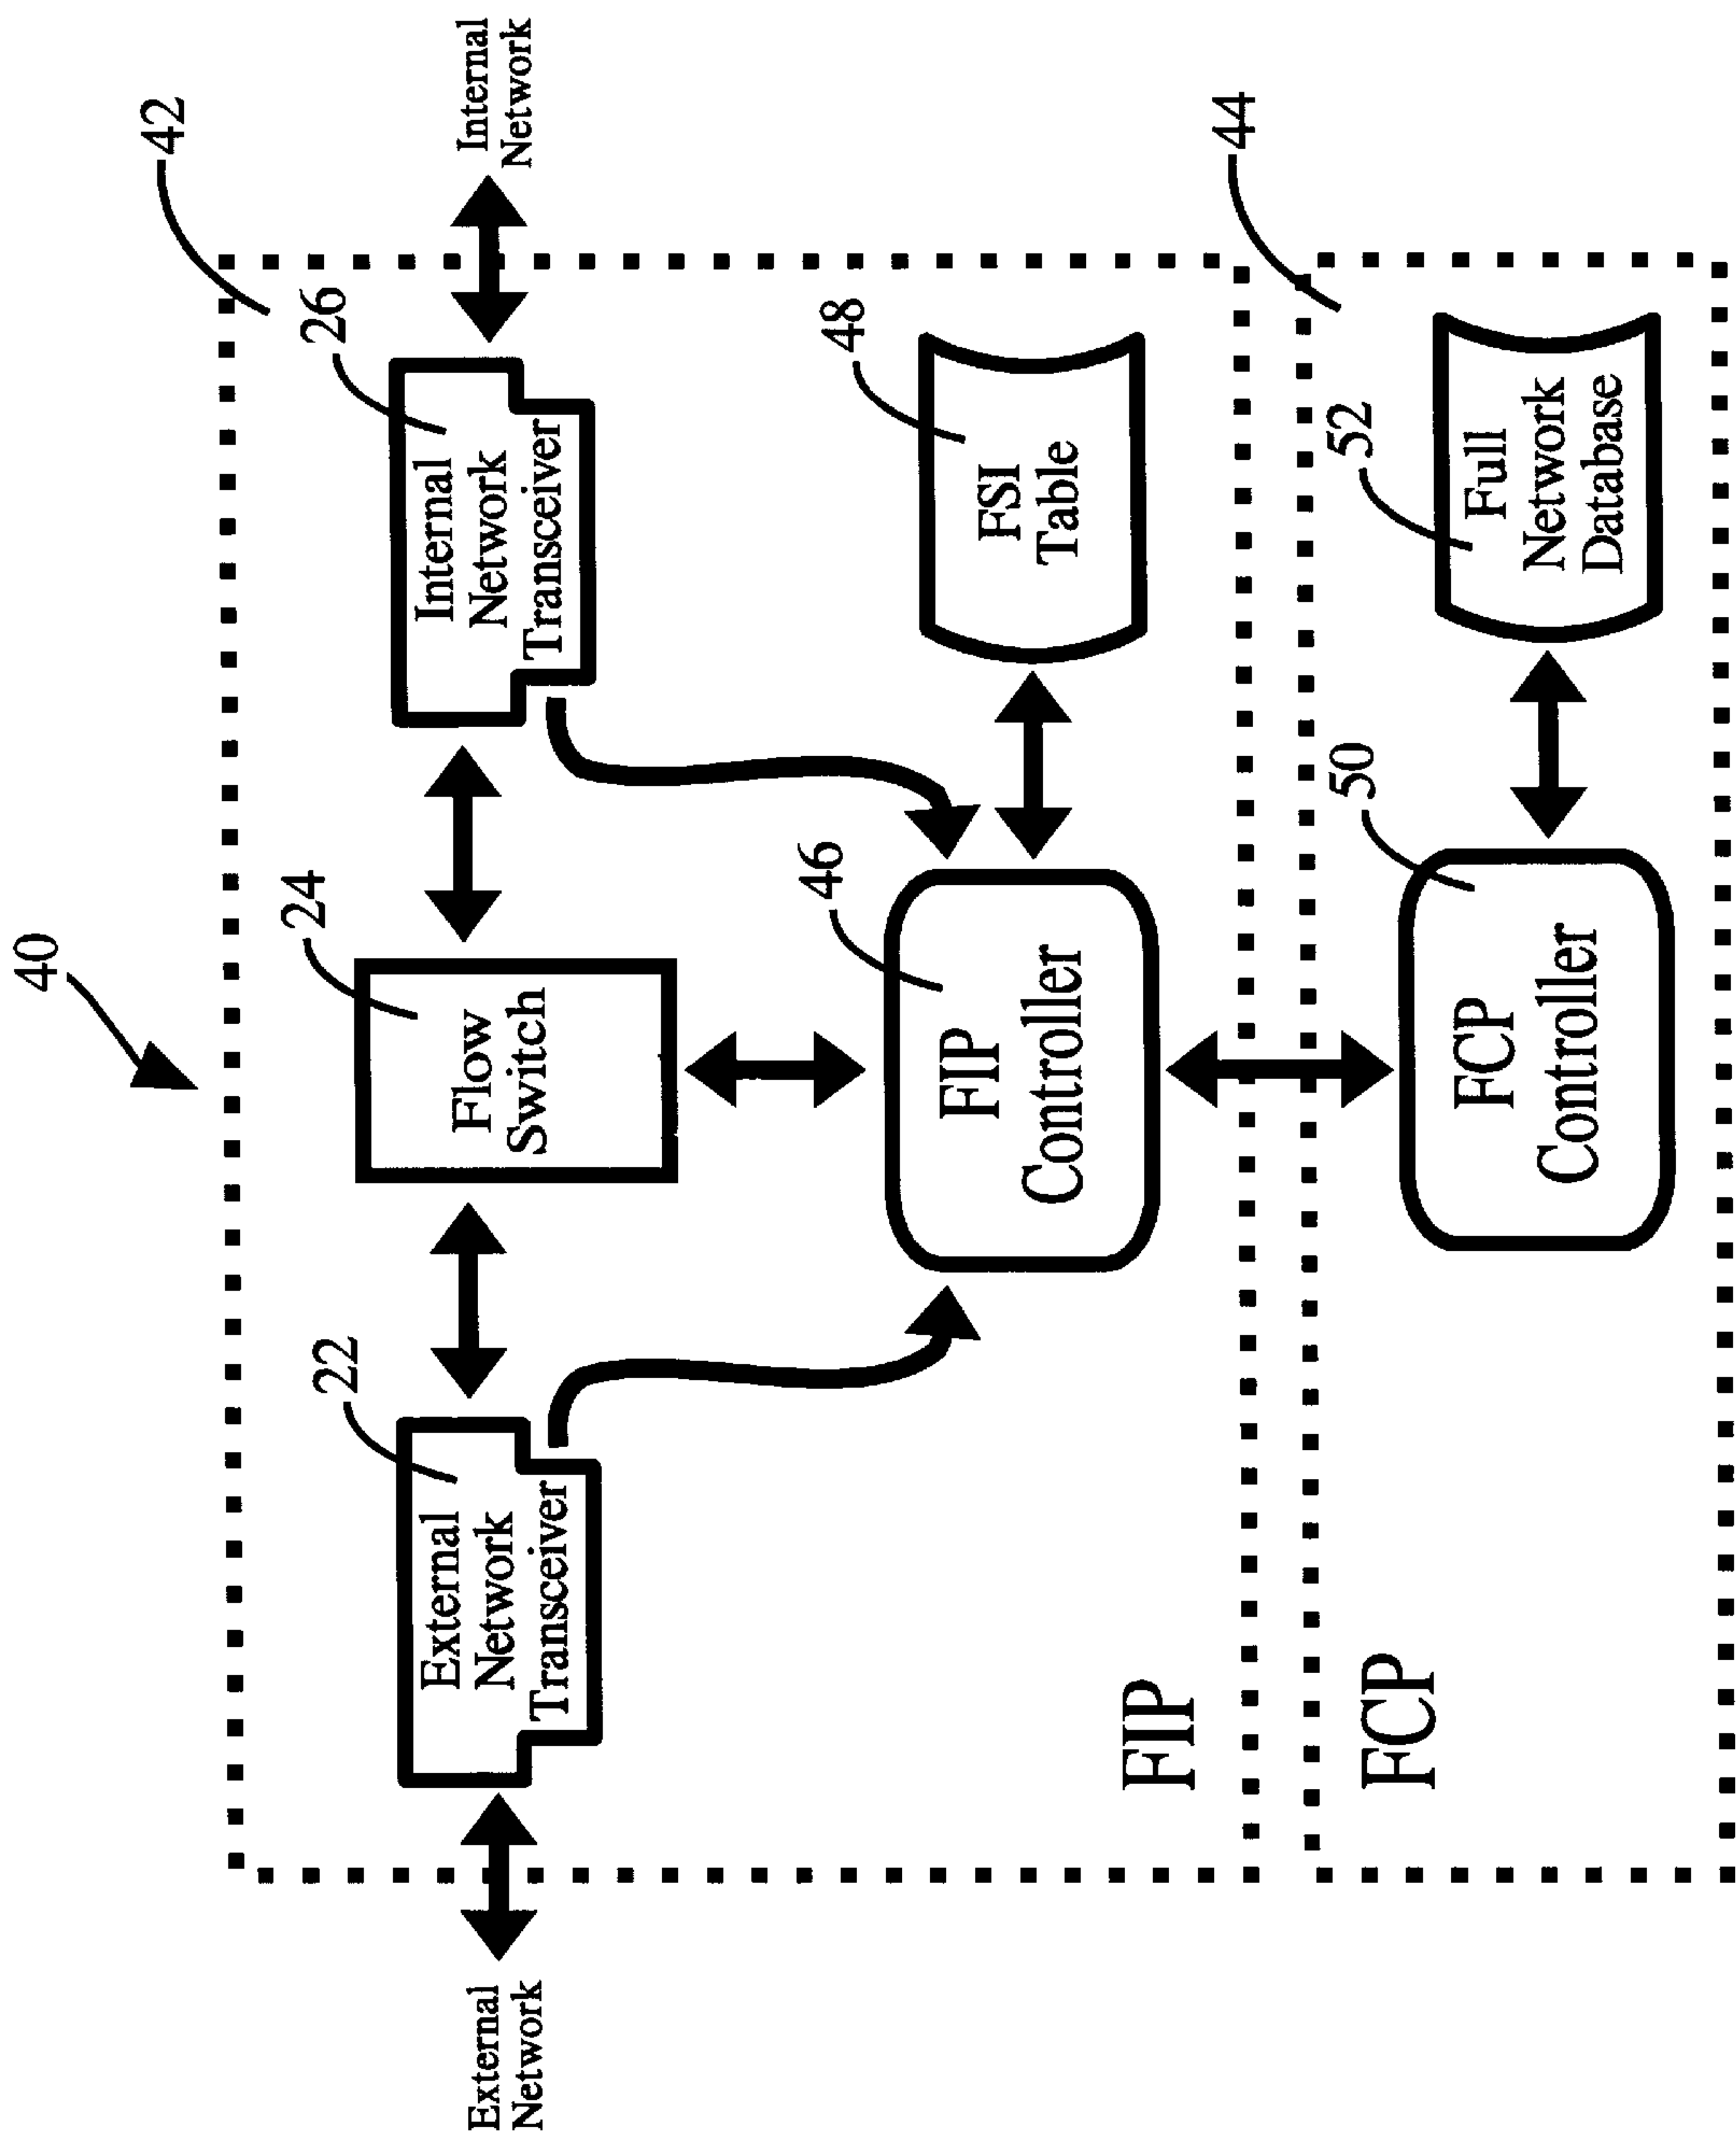 40
42
22
24
26
External
Network
External
Network
Transceiver
Flow
Switch
Internal
Network
Transceiver
Internal
Network
46
48
FIP
Controller
FSI
Table
FIP
44
50
52
FCP
FCP
Controller
Full
Network
Database